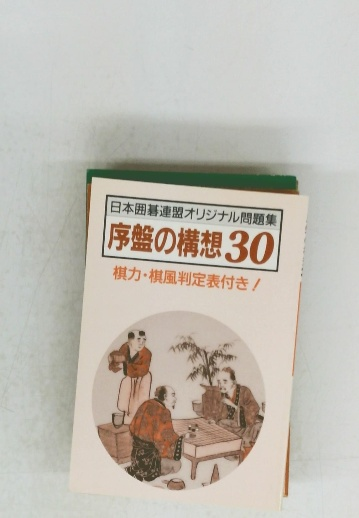 日本囲碁連盟オリジナル問題集
序盤の構想30
棋力・棋風判定表付き!